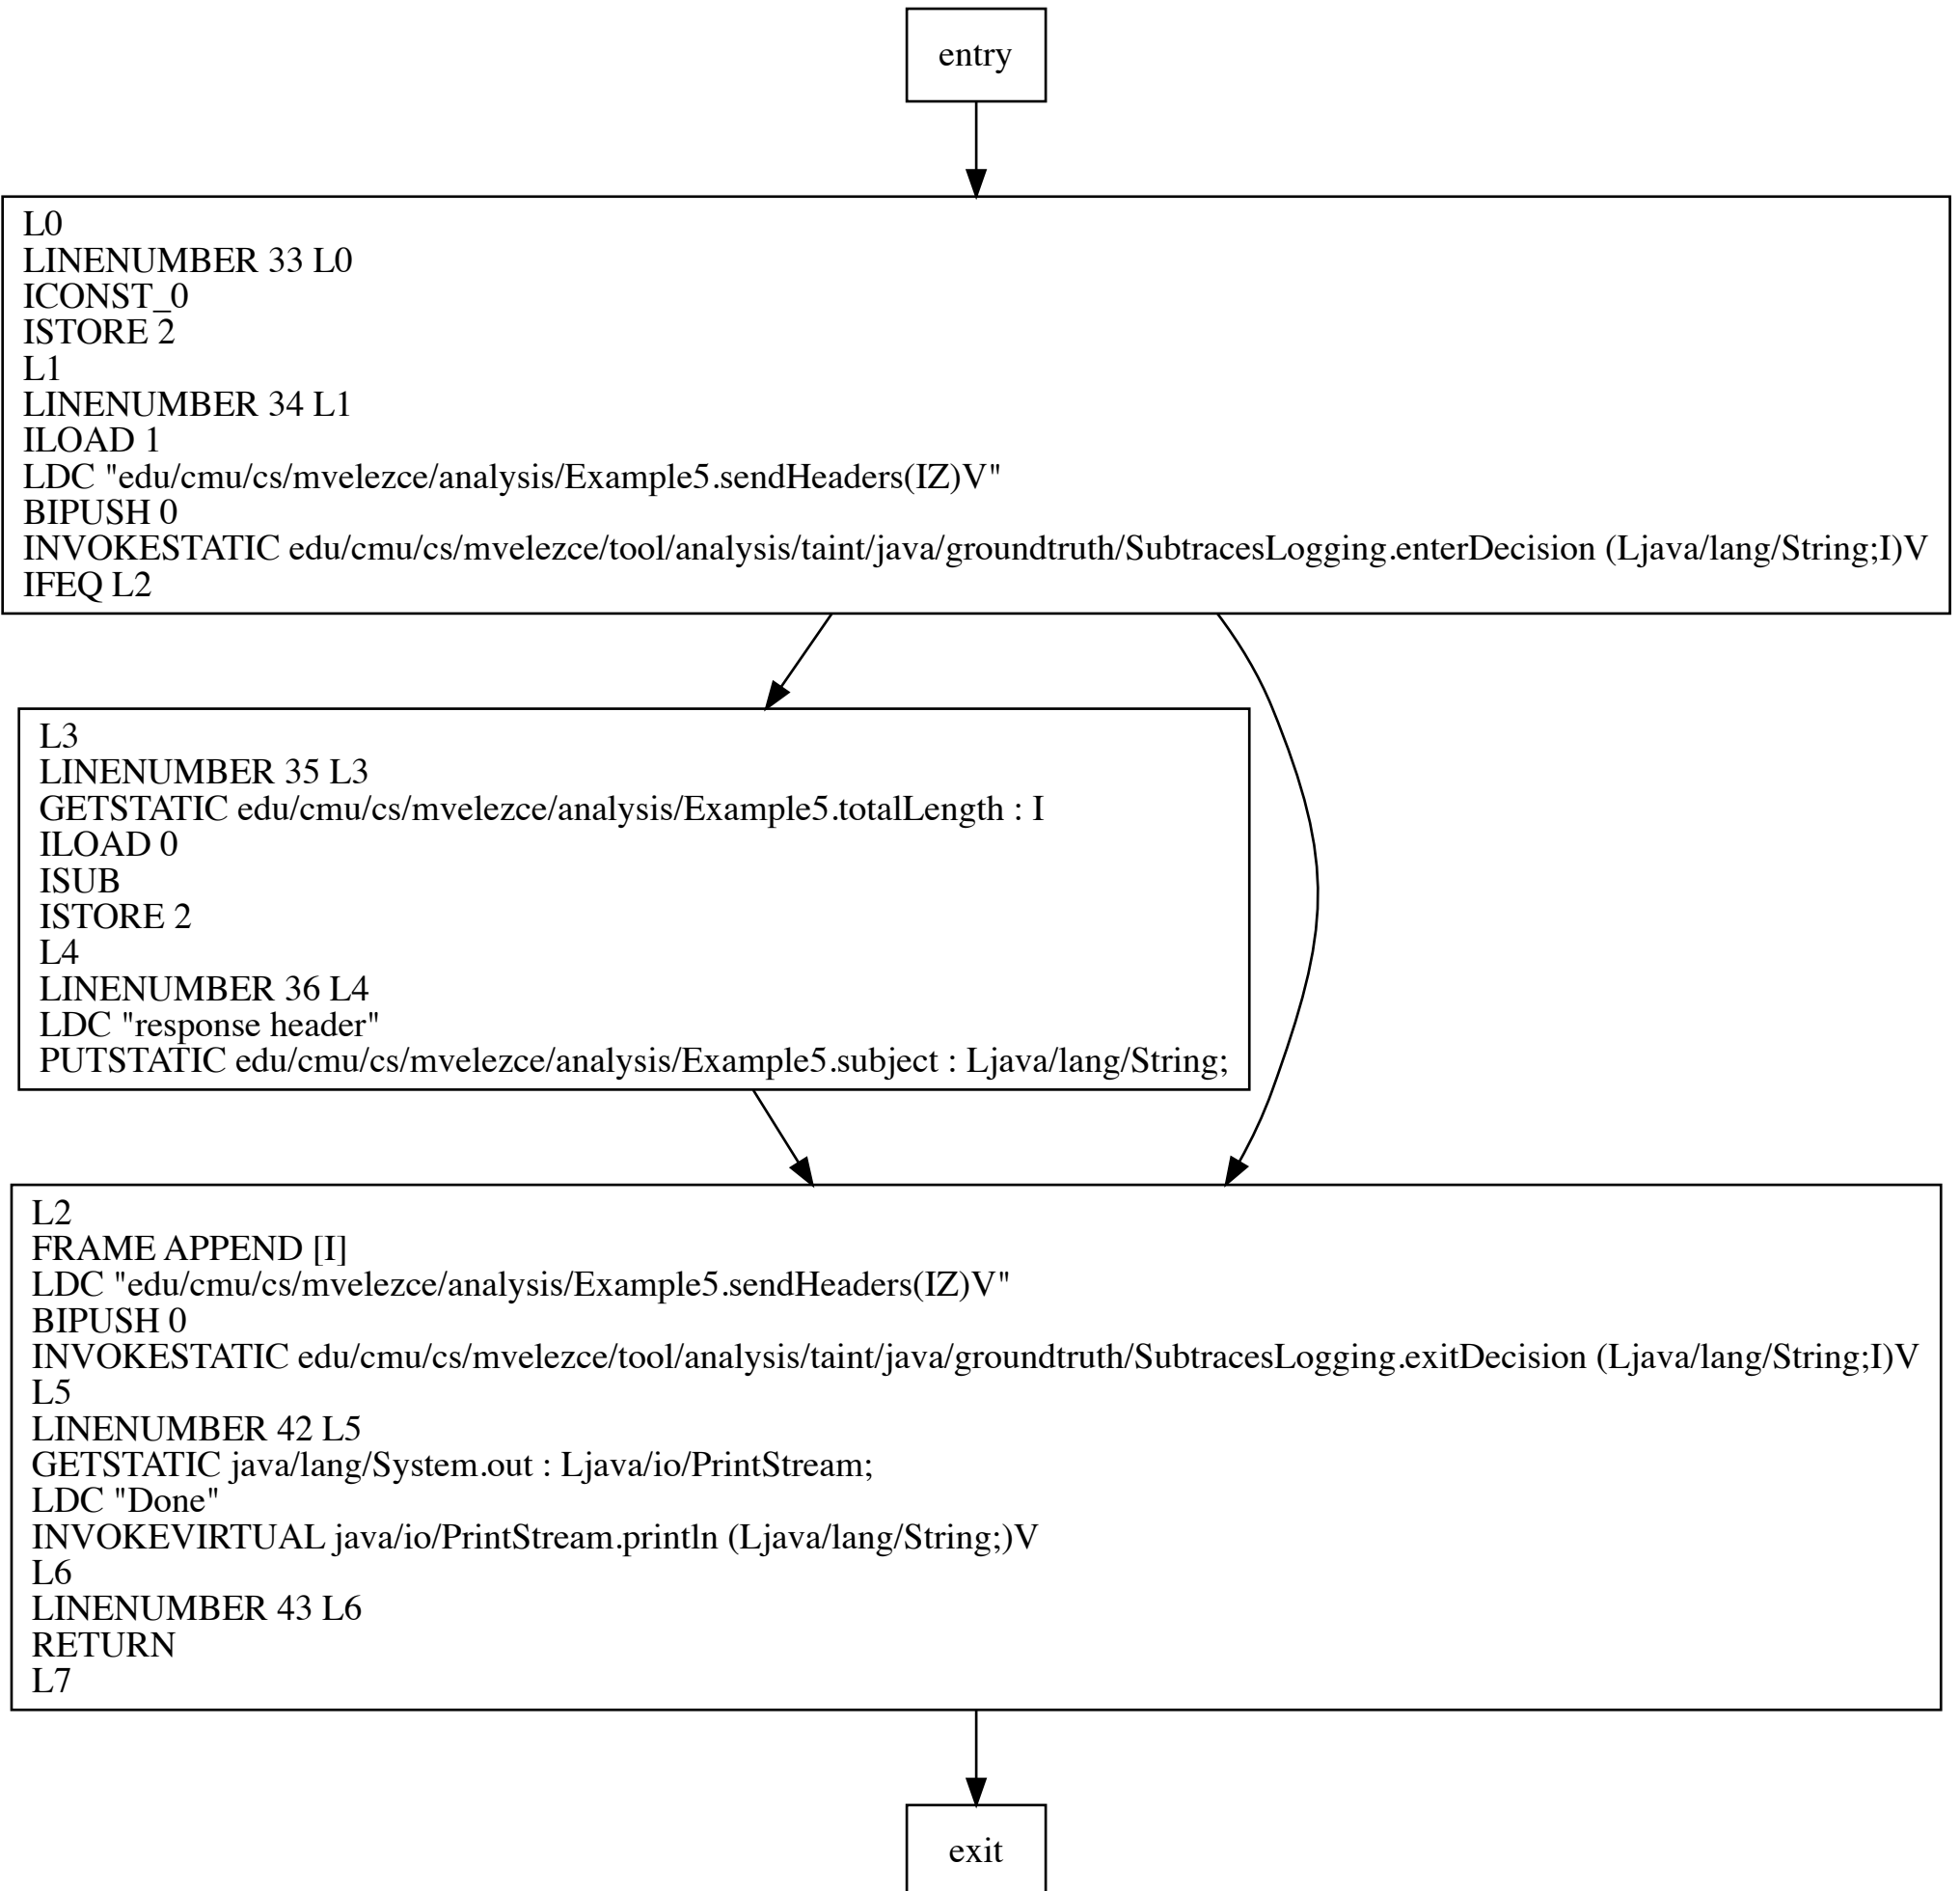 entry
L0
LINENUMBER 33 L0
ICONST_0
ISTORE 2
L1
LINENUMBER 34 L1
ILOAD 1
LDC "edu/cmu/cs/mvelezce/analysis/Example5.sendHeaders(IZ)V"
BIPUSH 0
INVOKESTATIC edu/cmu/cs/mvelezce/tool/analysis/taint/java/groundtruth/SubtracesLogging.enterDecision (Ljava/lang/String;I)V
IFEQ L2
L3
LINENUMBER 35 L3
GETSTATIC edu/cmu/cs/mvelezce/analysis/Example5.totalLength : I
ILOAD 0
ISUB
ISTORE 2
L4
LINENUMBER 36 L4
LDC "response header"
PUTSTATIC edu/cmu/cs/mvelezce/analysis/Example5.subject : Ljava/lang/String;
L2
FRAME APPEND [I]
LDC "edu/cmu/cs/mvelezce/analysis/Example5.sendHeaders(IZ)V"
BIPUSH 0
INVOKESTATIC edu/cmu/cs/mvelezce/tool/analysis/taint/java/groundtruth/SubtracesLogging.exitDecision (Ljava/lang/String;I)V
L5
LINENUMBER 42 L5
GETSTATIC java/lang/System.out : Ljava/io/PrintStream;
LDC "Done"
INVOKEVIRTUAL java/io/PrintStream.println (Ljava/lang/String;)V
L6
LINENUMBER 43 L6
RETURN
L7
exit